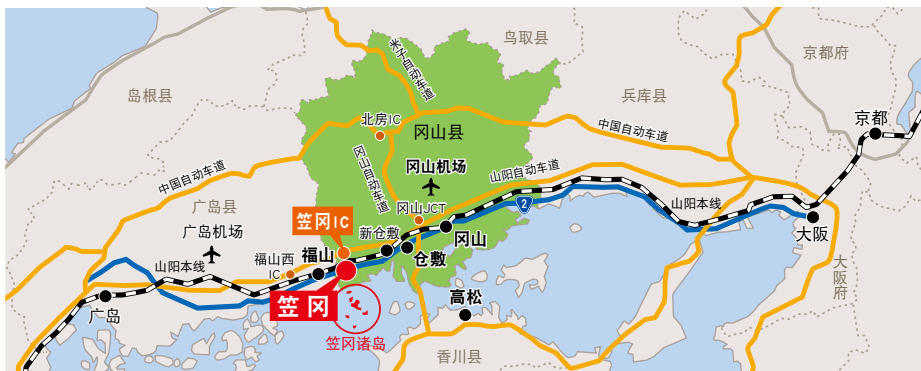 鸟取县
京都府
米子自动车道
岛根县
兵库县
北房IC
冈山县
中国自动车道
京都
冈山自动车道
冈山机场
山阳自动车道
中国自动车道
广岛县
冈山JCT
2
山阳本线
笠冈IC
新仓敷
冈山
大阪
广岛机场
福山西
IC
福山
仓敷
山阳本线
大阪府
笠冈
高松
广岛
笠冈诸岛
香川县